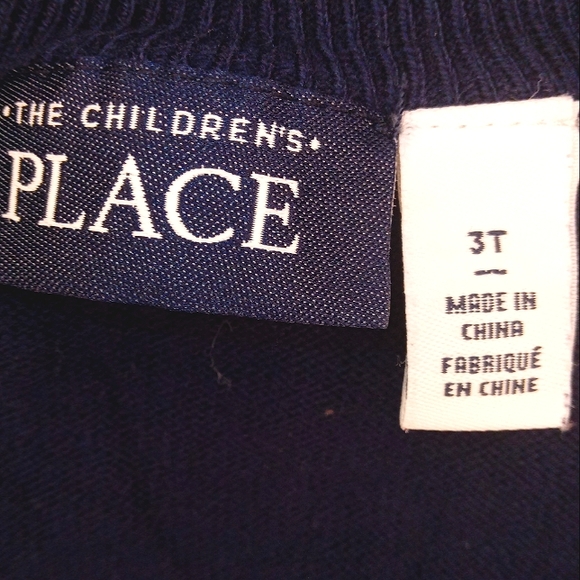 •THE CHILDREN'S•
PLACE
3T
MADE IN
CHINA
FABRIQUÉ
EN CHINE